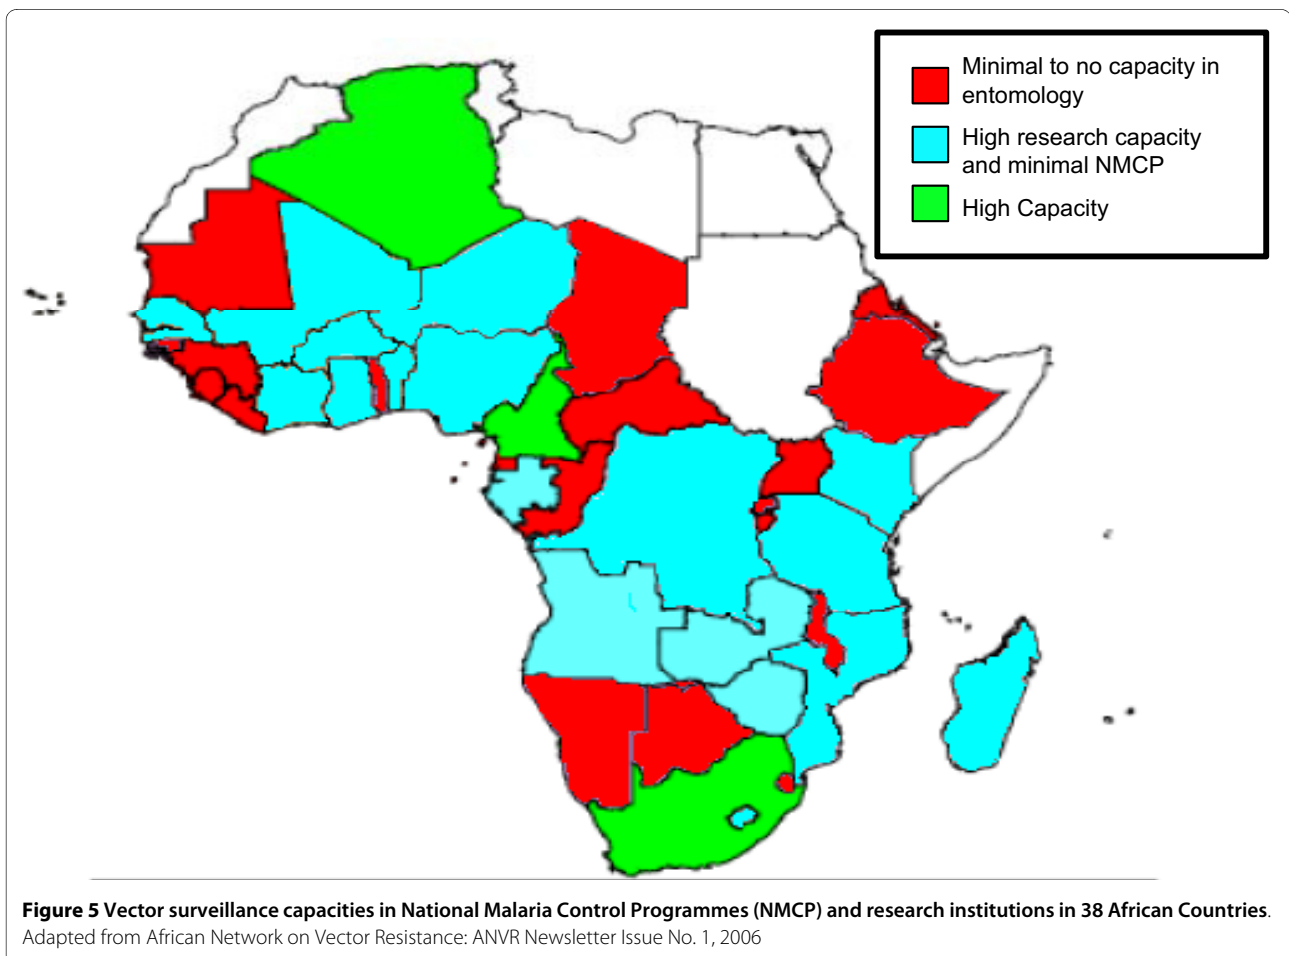 Minimal to no capacity in
entomology
High research capacity
and minimal NMCP
High Capacity
Figure 5 Vector surveillance capacities in National Malaria Control Programmes (NMCP) and research institutions in 38 African Countries.
Adapted from African Network on Vector Resistance: ANVR Newsletter Issue No. 1, 2006